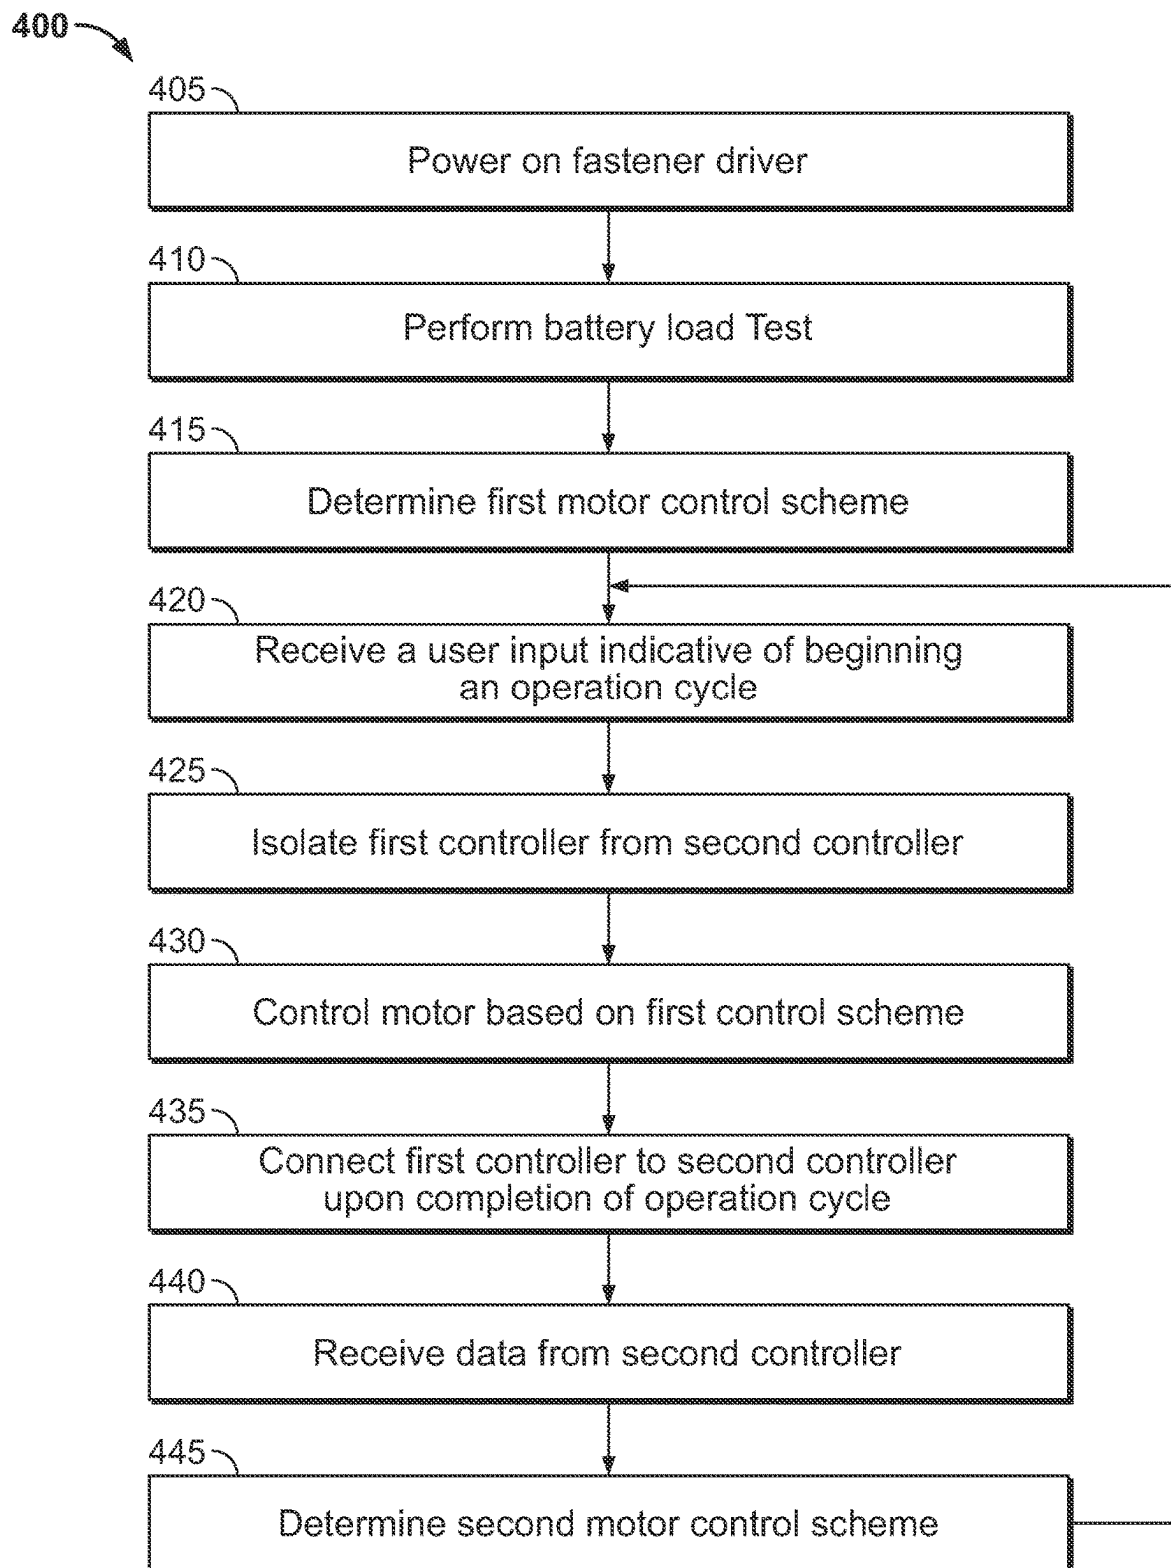 400
405
Power on fastener driver
410
Perform battery load Test
415
Determine first motor control scheme
420
Receive a user input indicative of beginning
an operation cycle
425
Isolate first controller from second controller
430
Control motor based on first control scheme
435
Connect first controller to second controller
upon completion of operation cycle
440
Receive data from second controller
445
Determine second motor control scheme